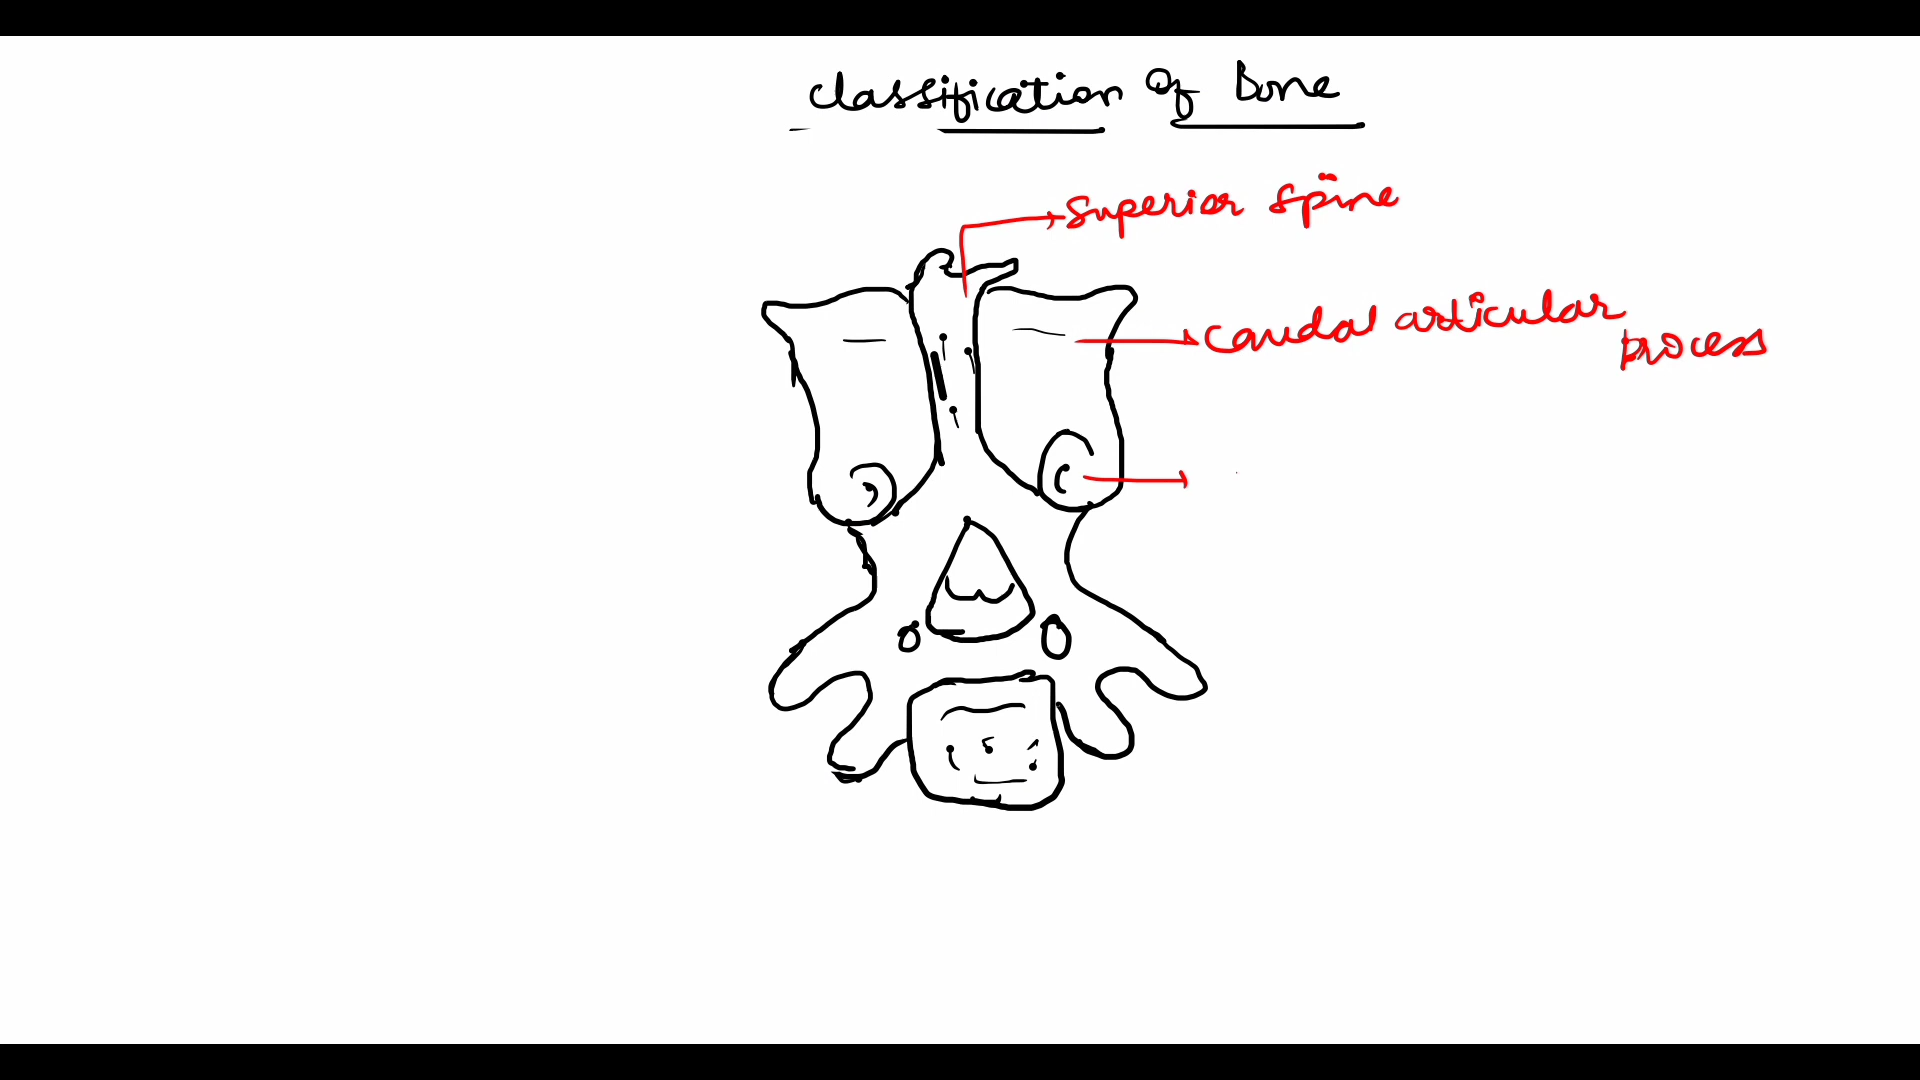 Classification Of Bone
Superior Spine
Caudal articular
process